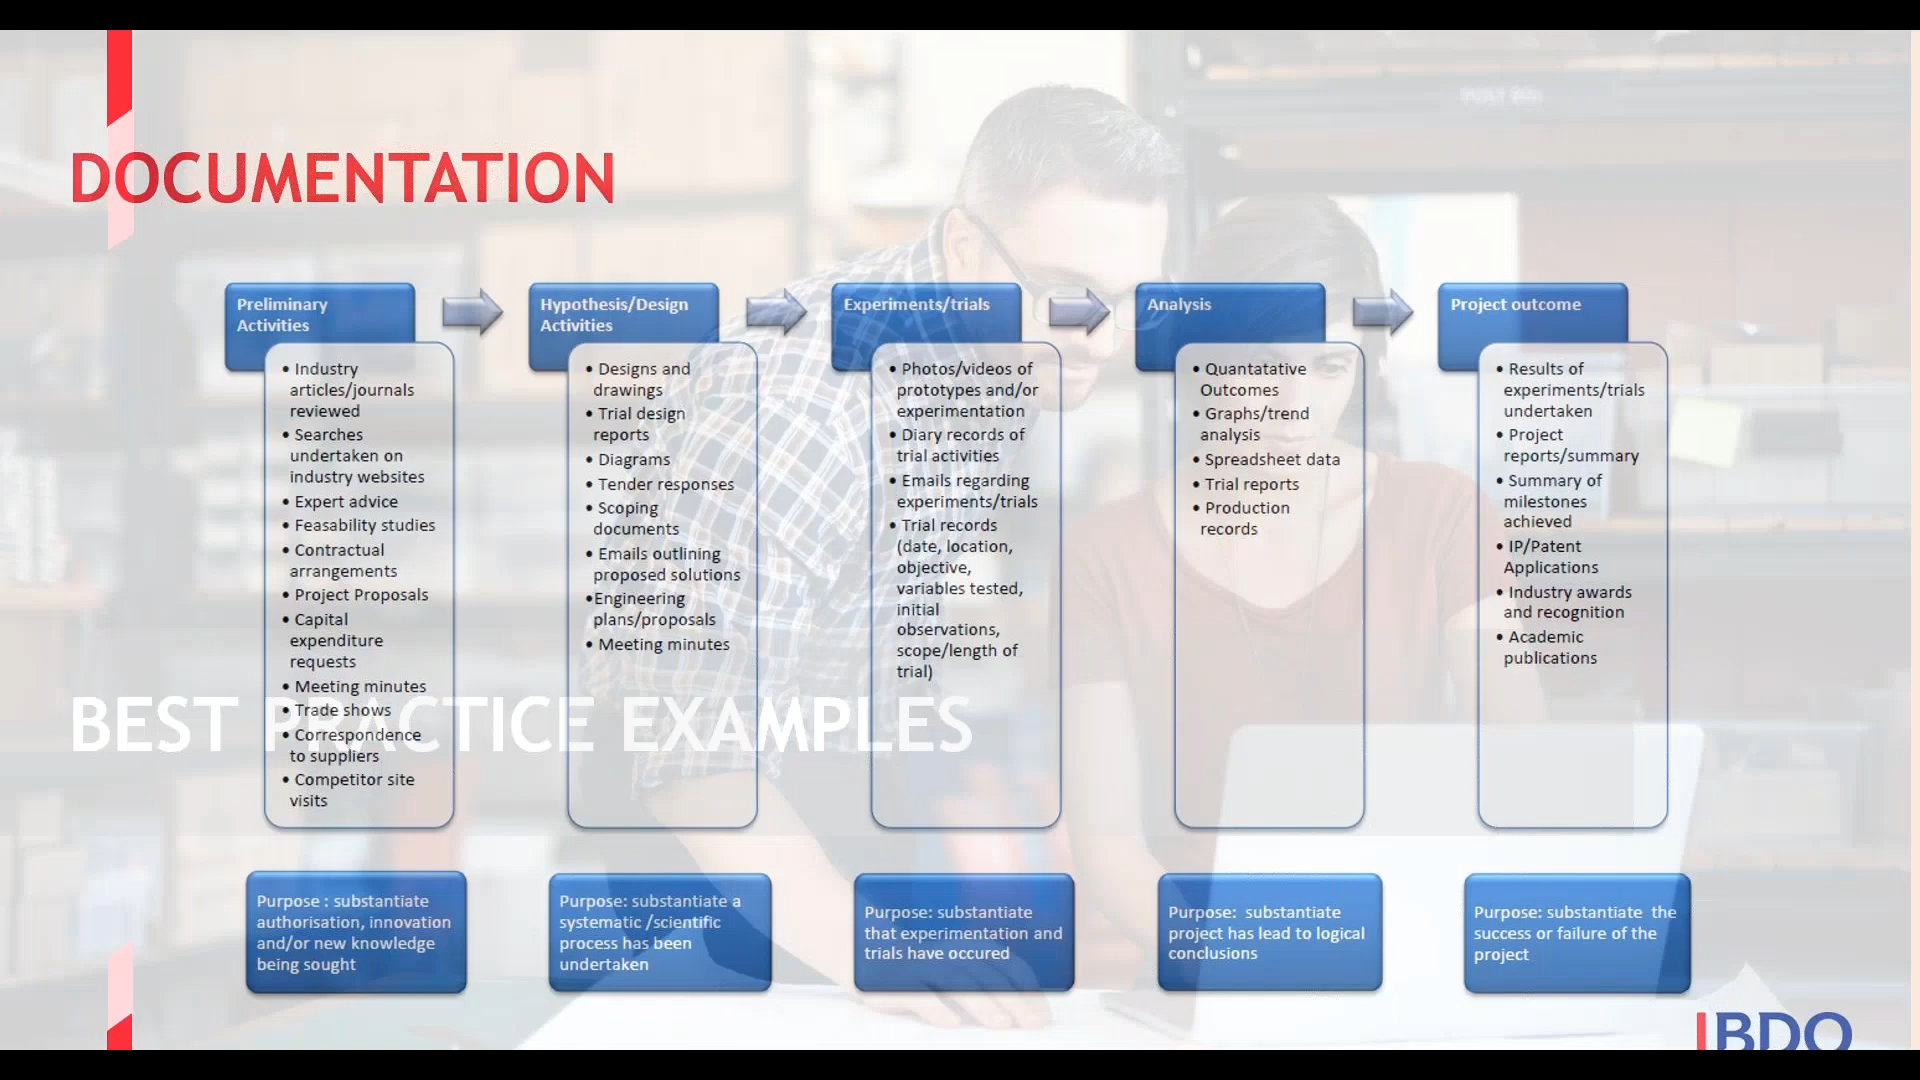 DOCUMENTATION
Preliminary
Activities
• Industry
articles/journals
reviewed
• Searches
undertaken on
industry websites
• Expert advice
• Feasability studies
• Contractual
arrangements
• Project Proposals
• Capital
expenditure
requests
• Meeting minutes
• Trade shows
• Correspondence
to suppliers
• Competitor site
visits
Purpose : substantiate
authorisation, innovation
and/or new knowledge
being sought
Hypothesis/Design
Activities
• Designs and
drawings
• Trial design
reports
• Diagrams
• Tender responses
• Scoping
documents
• Emails outlining
proposed solutions
•Engineering
plans/proposals
• Meeting minutes
Purpose: substantiate a
systematic /scientific
process has been
undertaken
Experiments/trials
• Photos/videos of
prototypes and/or
experimentation
• Diary records of
trial activities
• Emails regarding
experiments/trials
• Trial records
(date, location,
objective,
variables tested,
initial
observations,
scope/length of
trial)
Purpose: substantiate
that experimentation and
trials have occured
Analysis
• Quantatative
Outcomes
• Graphs/trend
analysis
• Spreadsheet data
• Trial reports
• Production
records
Purpose: substantiate
project has lead to logical
conclusions
Project outcome
• Results of
experiments/trials
undertaken
• Project
reports/summary
• Summary of
milestones
achieved
• IP/Patent
Applications
• Industry awards
and recognition
• Academic
publications
Purpose: substantiate the
success or failure of the
project
BEST PRACTICE EXAMPLES
BDO